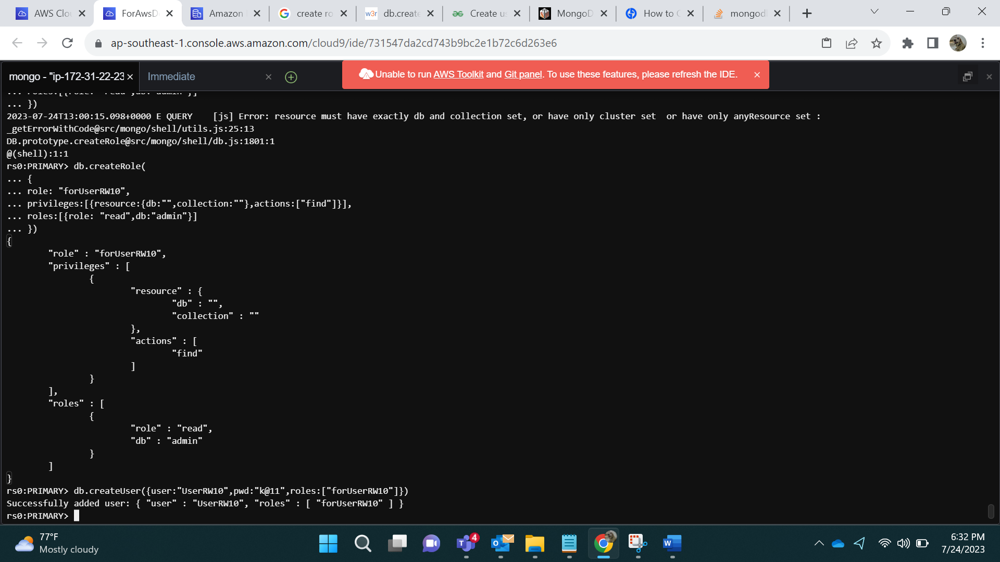 AWS Clou
ForAwsD
Amazon
create ro
w3r
db.create
Create us
MongoD
How to C
mongod
ap-southeast-1.console.aws.amazon.com/cloud9/ide/731547da2cd743b9bc2e1b72c6d263e6
mongo - "ip-172-31-22-23
Immediate
Unable to run AWS Toolkit and Git panel. To use these features, please refresh the IDE.
... roles:[{role: "read",db:"admin"}]
... })
2023-07-24T13:00:15.098+0000 E QUERY    [js] Error: resource must have exactly db and collection set, or have only cluster set  or have only anyResource set :
_getErrorWithCode@src/mongo/shell/utils.js:25:13
DB.prototype.createRole@src/mongo/shell/db.js:1801:1
@(shell):1:1
rs0:PRIMARY> db.createRole(
... {
... role: "forUserRW10",
... privileges:[{resource:{db:"",collection:""},actions:["find"]}],
... roles:[{role: "read",db:"admin"}]
... })
{
"role" : "forUserRW10",
"privileges" : [
{
"resource" : {
"db" : "",
"collection" : ""
},
"actions" : [
"find"
]
}
],
"roles" : [
{
"role" : "read",
"db" : "admin"
}
]
}
rs0:PRIMARY> db.createUser({user:"UserRW10",pwd:"k@11",roles:["forUserRW10"]})
Successfully added user: { "user" : "UserRW10", "roles" : [ "forUserRW10" ] }
rs0:PRIMARY>
77°F
Mostly cloudy
4
6:32 PM
7/24/2023